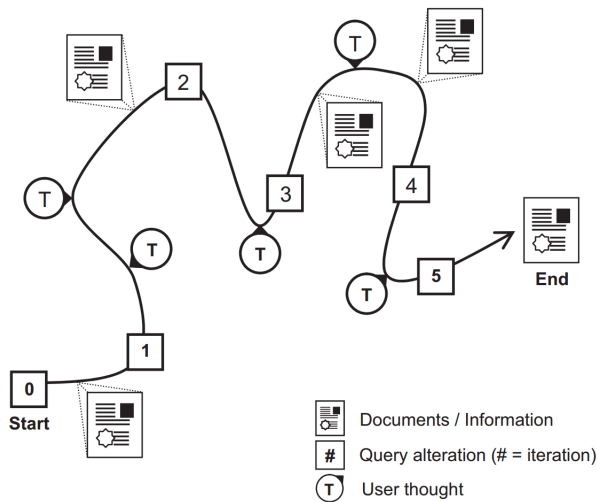 T
2
T
3
4
T
T
T
5
End
T
1
0
Start
Documents / Information
# Query alteration (# = iteration)
T User thought